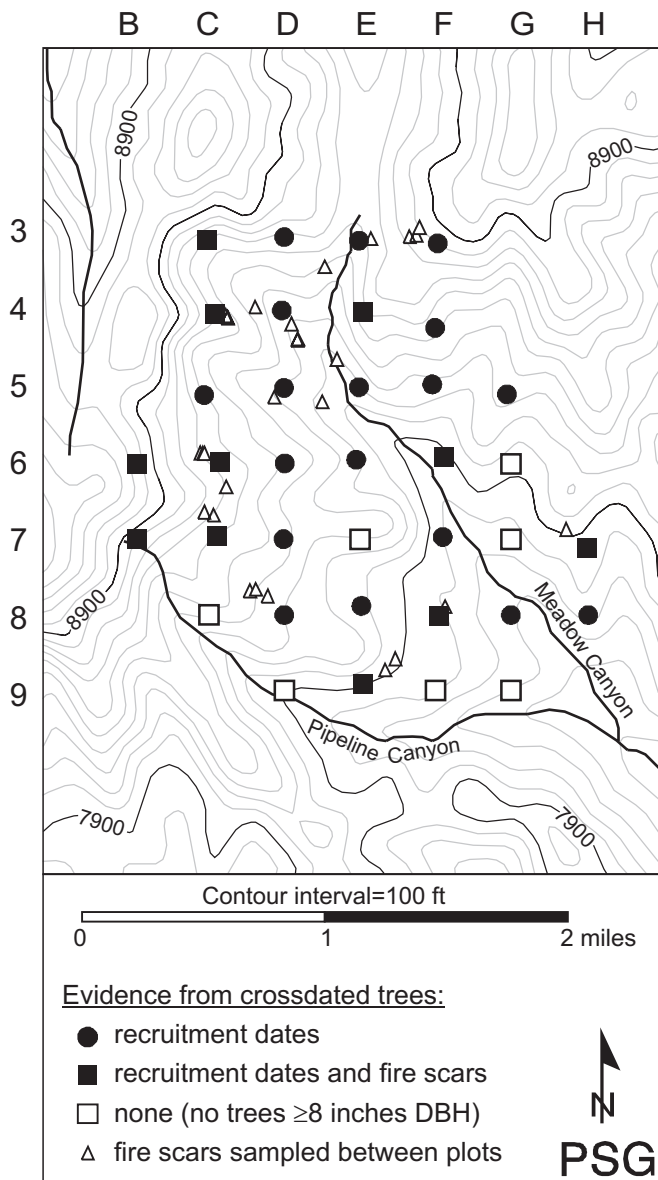 B C D E F G H
8900
8900
3
4
5
6
7
8
8900
9
Meadow Canyon
Pipeline Canyon
7900
7900
Contour interval=100 ft
0 1 2 miles
Evidence from crossdated trees:
recruitment dates
recruitment dates and fire scars
none (no trees ≥8 inches DBH)
fire scars sampled between plots
N
PSG